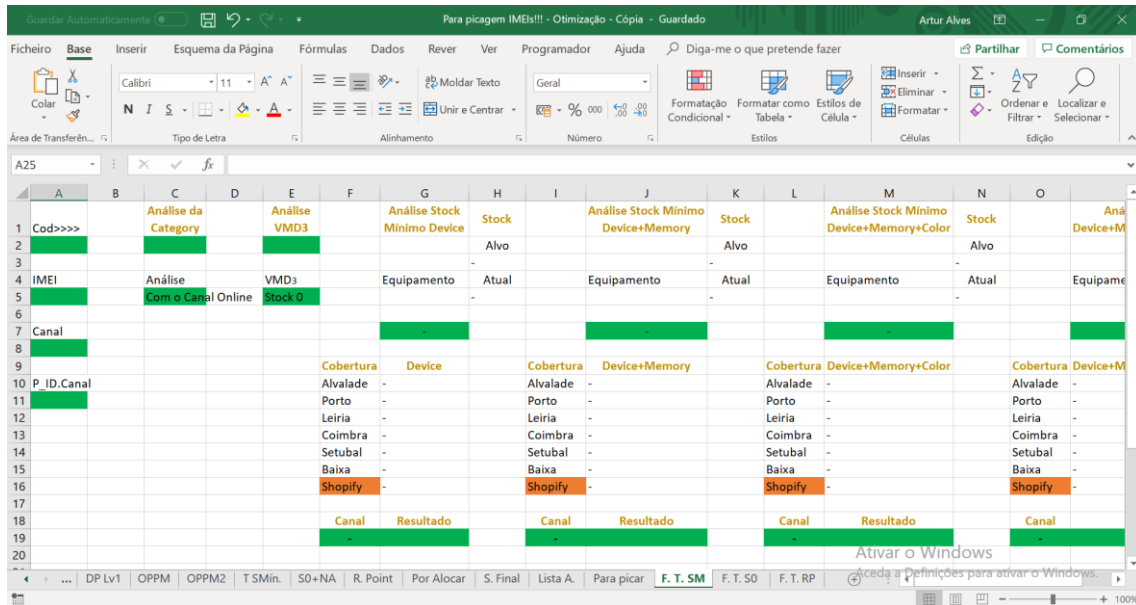 Guardar Automaticamente
Para picagem IMEIs!!! - Otimização - Cópia - Guardado
Artur Alves
Ficheiro Base Inserir Esquema da Página Fórmulas Dados Rever Ver Programador Ajuda Diga-me o que pretende fazer Partilhar Comentários
Colar
Calibri 11 A^ A˅
N I S A
Moldar Texto
Unir e Centrar
Geral
% 000 ,00 ,00
Formatação Condicional
Formatar como Tabela
Estilos de Célula
Inserir
Eliminar
Formatar
Ordenar e Filtrar
Localizar e Selecionar
Área de Transferên... Tipo de Letra Alinhamento Número Estilos Células Edição
A25 fx
A B C D E F G H I J K L M N O
1 Cod>>>> Análise da Category Análise VMD3 Análise Stock Mínimo Device Stock Análise Stock Mínimo Device+Memory Stock Análise Stock Mínimo Device+Memory+Color Stock Aná Device+M
2 Alvo Alvo Alvo
3 - - -
4 IMEI Análise VMD3 Equipamento Atual Equipamento Atual Equipamento Atual Equipame
5 Com o Canal Online Stock 0 - - -
6
7 Canal - - -
8
9 Cobertura Device Cobertura Device+Memory Cobertura Device+Memory+Color Cobertura Device+M
10 P_ID.Canal Alvalade - Alvalade - Alvalade - Alvalade -
11 Porto - Porto - Porto - Porto -
12 Leiria - Leiria - Leiria - Leiria -
13 Coimbra - Coimbra - Coimbra - Coimbra -
14 Setubal - Setubal - Setubal - Setubal -
15 Baixa - Baixa - Baixa - Baixa -
16 Shopify - Shopify - Shopify - Shopify -
17
18 Canal Resultado Canal Resultado Canal Resultado Canal
19 - - - -
20
Ativar o Windows
Aceda a Definições para ativar o Windows.
... DP Lv1 OPPM OPPM2 T SMín. S0+NA R. Point Por Alocar S. Final Lista A. Para picar F. T. SM F. T. S0 F. T. RP
100%